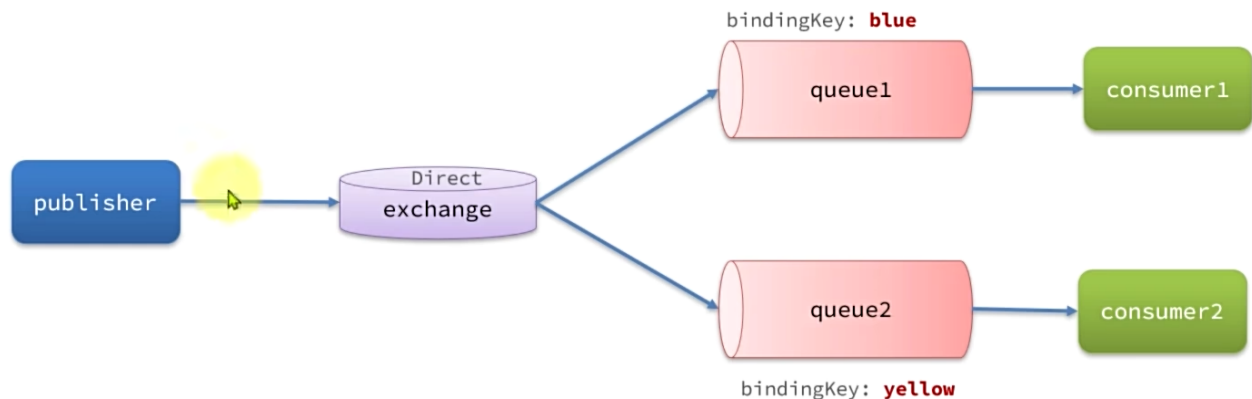 bindingKey: blue
queue1
consumer1
Direct
publisher
exchange
queue2
consumer2
bindingKey: yellow